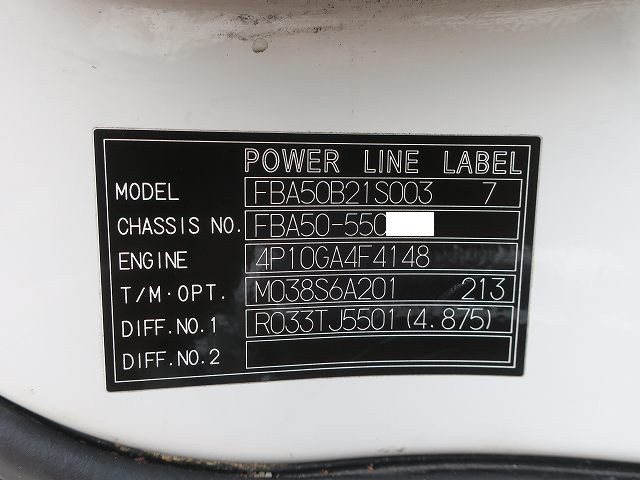 POWER LINE LABEL
MODEL FBA50B21S003 7
CHASSIS NO. FBA50-550
ENGINE 4P10GA4F4148
T/M·OPT. M038S6A201 213
DIFF.NO.1 R033TJ5501(4.875)
DIFF.NO.2